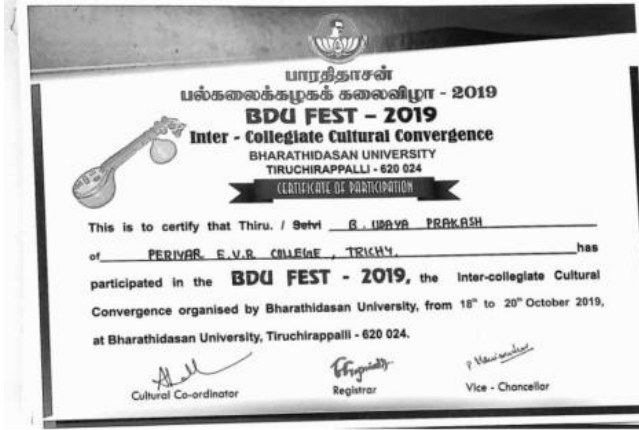 பாரதிதாசன்
பல்கலைக்கழகக் கலைவிழா - 2019
BDU FEST – 2019
Inter - Collegiate Cultural Convergence
BHARATHIDASAN UNIVERSITY
TIRUCHIRAPPALLI - 620 024
CERTIFICATE OF PARTICIPATION
This is to certify that Thiru. / Selvi B. UDAYA PRAKASH
of PERIYAR E.V.R COLLEGE, TRICHY. has
participated in the BDU FEST - 2019, the Inter-collegiate Cultural
Convergence organised by Bharathidasan University, from 18th to 20th October 2019,
at Bharathidasan University, Tiruchirappalli - 620 024.
Cultural Co-ordinator Registrar Vice - Chancellor